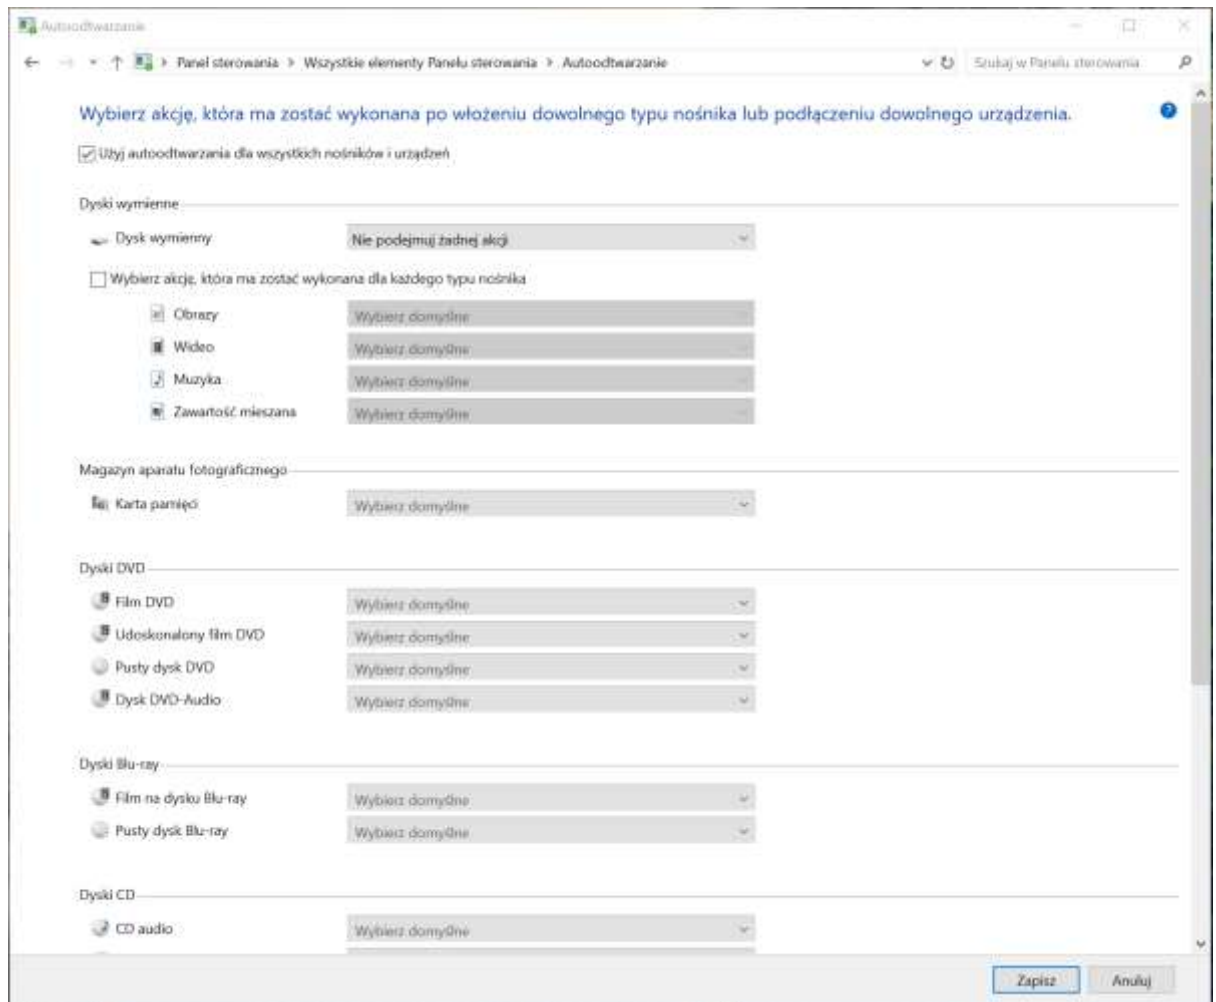 Autoodtwarzanie
Panel sterowania > Wszystkie elementy Panelu sterowania > Autoodtwarzanie
Szukaj w Panelu sterowania
Wybierz akcję, która ma zostać wykonana po włożeniu dowolnego typu nośnika lub podłączeniu dowolnego urządzenia.
Użyj autoodtwarzania dla wszystkich nośników i urządzeń
Dyski wymienne
Dysk wymienny Nie podejmuj żadnej akcji
Wybierz akcję, która ma zostać wykonana dla każdego typu nośnika
Obrazy Wybierz domyślne
Wideo Wybierz domyślne
Muzyka Wybierz domyślne
Zawartość mieszana Wybierz domyślne
Magazyn aparatu fotograficznego
Karta pamięci Wybierz domyślne
Dyski DVD
Film DVD Wybierz domyślne
Udoskonalony film DVD Wybierz domyślne
Pusty dysk DVD Wybierz domyślne
Dysk DVD-Audio Wybierz domyślne
Dyski Blu-ray
Film na dysku Blu-ray Wybierz domyślne
Pusty dysk Blu-ray Wybierz domyślne
Dyski CD
CD audio Wybierz domyślne
Zapisz Anuluj